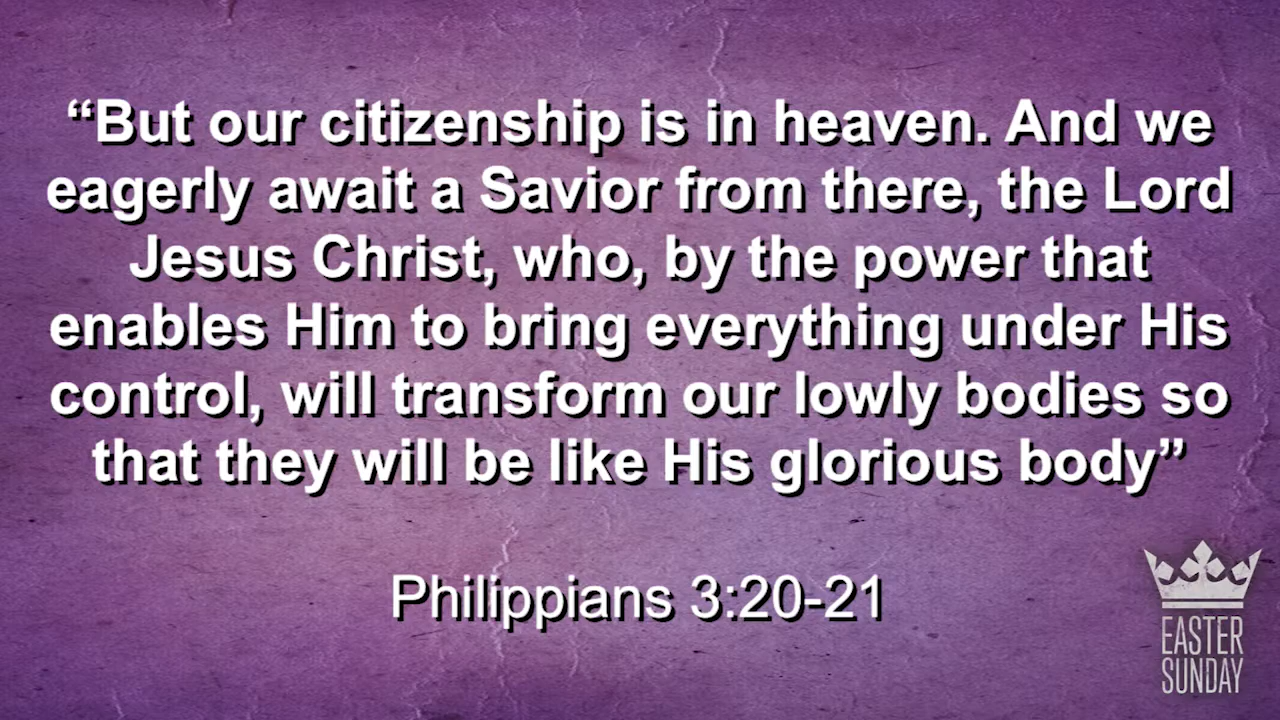 “But our citizenship is in heaven. And we
eagerly await a Savior from there, the Lord
Jesus Christ, who, by the power that
enables Him to bring everything under His
control, will transform our lowly bodies so
that they will be like His glorious body”
Philippians 3:20-21
EASTER
SUNDAY